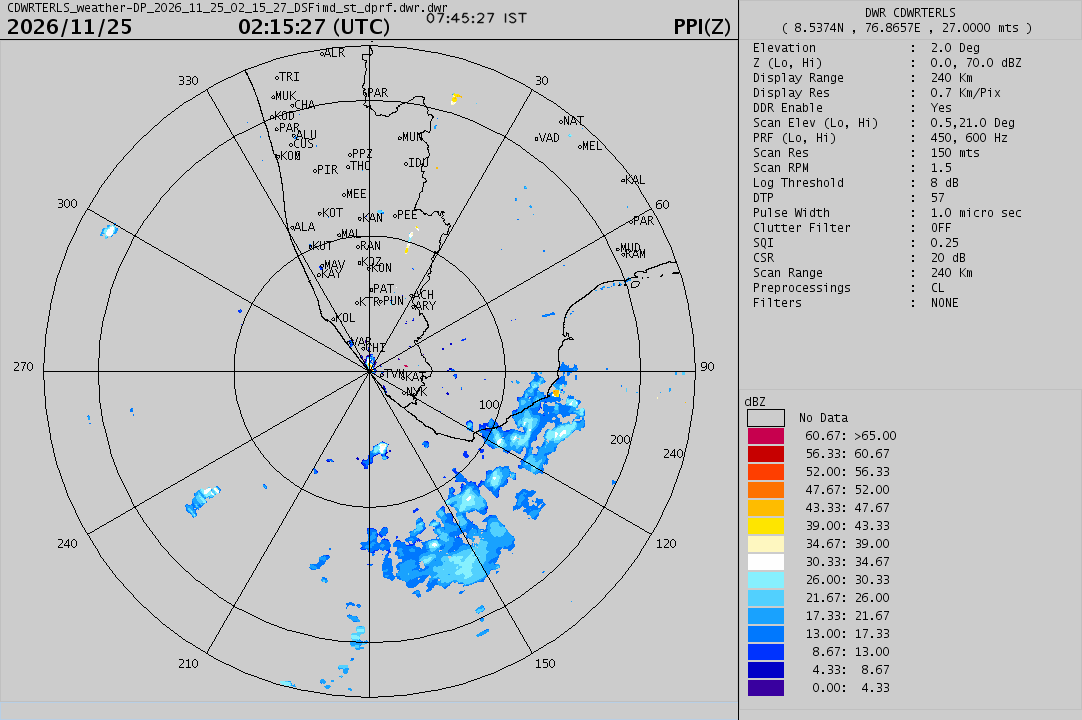 CDWRTERLS_weather-DP_2026_11_25_02_15_27_DSFimd_st_dprf.dwr.dwr
07:45:27 IST
2026/11/25 02:15:27 (UTC) PPI(Z)
DWR CDWRTERLS
( 8.5374N , 76.8657E , 27.0000 mts )
Elevation : 2.0 Deg
Z (Lo, Hi) : 0.0, 70.0 dBZ
Display Range : 240 Km
Display Res : 0.7 Km/Pix
DDR Enable : Yes
Scan Elev (Lo, Hi) : 0.5,21.0 Deg
PRF (Lo, Hi) : 450, 600 Hz
Scan Res : 150 mts
Scan RPM : 1.5
Log Threshold : 8 dB
DTP : 57
Pulse Width : 1.0 micro sec
Clutter Filter : OFF
SQI : 0.25
CSR : 20 dB
Scan Range : 240 Km
Preprocessings : CL
Filters : NONE
dBZ
No Data
60.67: >65.00
56.33: 60.67
52.00: 56.33
47.67: 52.00
43.33: 47.67
39.00: 43.33
34.67: 39.00
30.33: 34.67
26.00: 30.33
21.67: 26.00
17.33: 21.67
13.00: 17.33
8.67: 13.00
4.33: 8.67
0.00: 4.33
ALR
330
TRI
30
PAR
MUK
CHA
KOD
NAT
PAR
ALU
MUN
VAD
CUS
MEL
KON
PPZ
THO
IDU
PIR
KAL
MEE
300
60
KOT
KAN
PEE
PAR
ALA
MAL
KUT
RAN
MUD
RAM
MAV
KOZ
KAY
KON
PAT
ACH
KTR
PUN
ARY
KOL
VAR
CHI
270
90
TVM
KAT
NYK
100
200
240
240
120
210
150